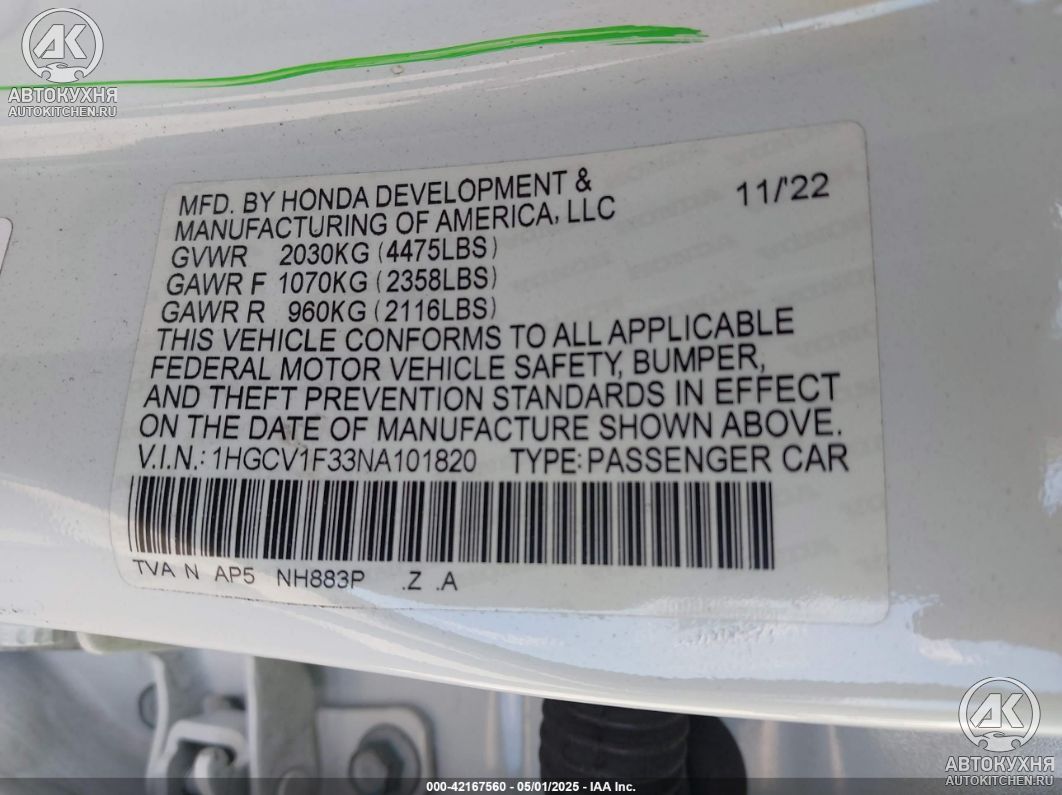 AK
АВТОКУХНЯ
AUTOKITCHEN.RU
MFD. BY HONDA DEVELOPMENT &
MANUFACTURING OF AMERICA, LLC
11/'22
GVWR 2030KG (4475LBS)
GAWR F 1070KG (2358LBS)
GAWR R 960KG (2116LBS)
THIS VEHICLE CONFORMS TO ALL APPLICABLE
FEDERAL MOTOR VEHICLE SAFETY, BUMPER,
AND THEFT PREVENTION STANDARDS IN EFFECT
ON THE DATE OF MANUFACTURE SHOWN ABOVE.
V.I.N.: 1HGCV1F33NA101820 TYPE: PASSENGER CAR
TVA N AP5 NH883P .Z .A
AK
АВТОКУХНЯ
AUTOKITCHEN.RU
000-42167560 - 05/01/2025 - IAA Inc.